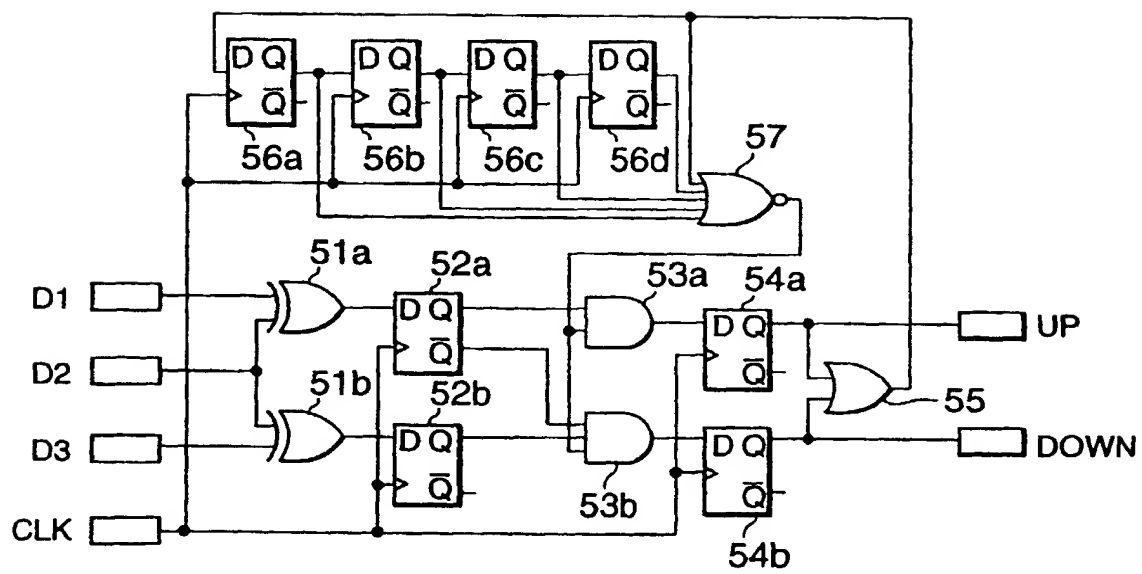 D Q D Q D Q D Q
Q̅ Q̅ Q̅ Q̅
56a 56b 56c 56d
57
51a 52a 53a 54a
D1 D Q D Q UP
Q̅ Q̅
D2
51b 52b 55
D3 D Q D Q DOWN
Q̅ Q̅
53b
CLK 54b